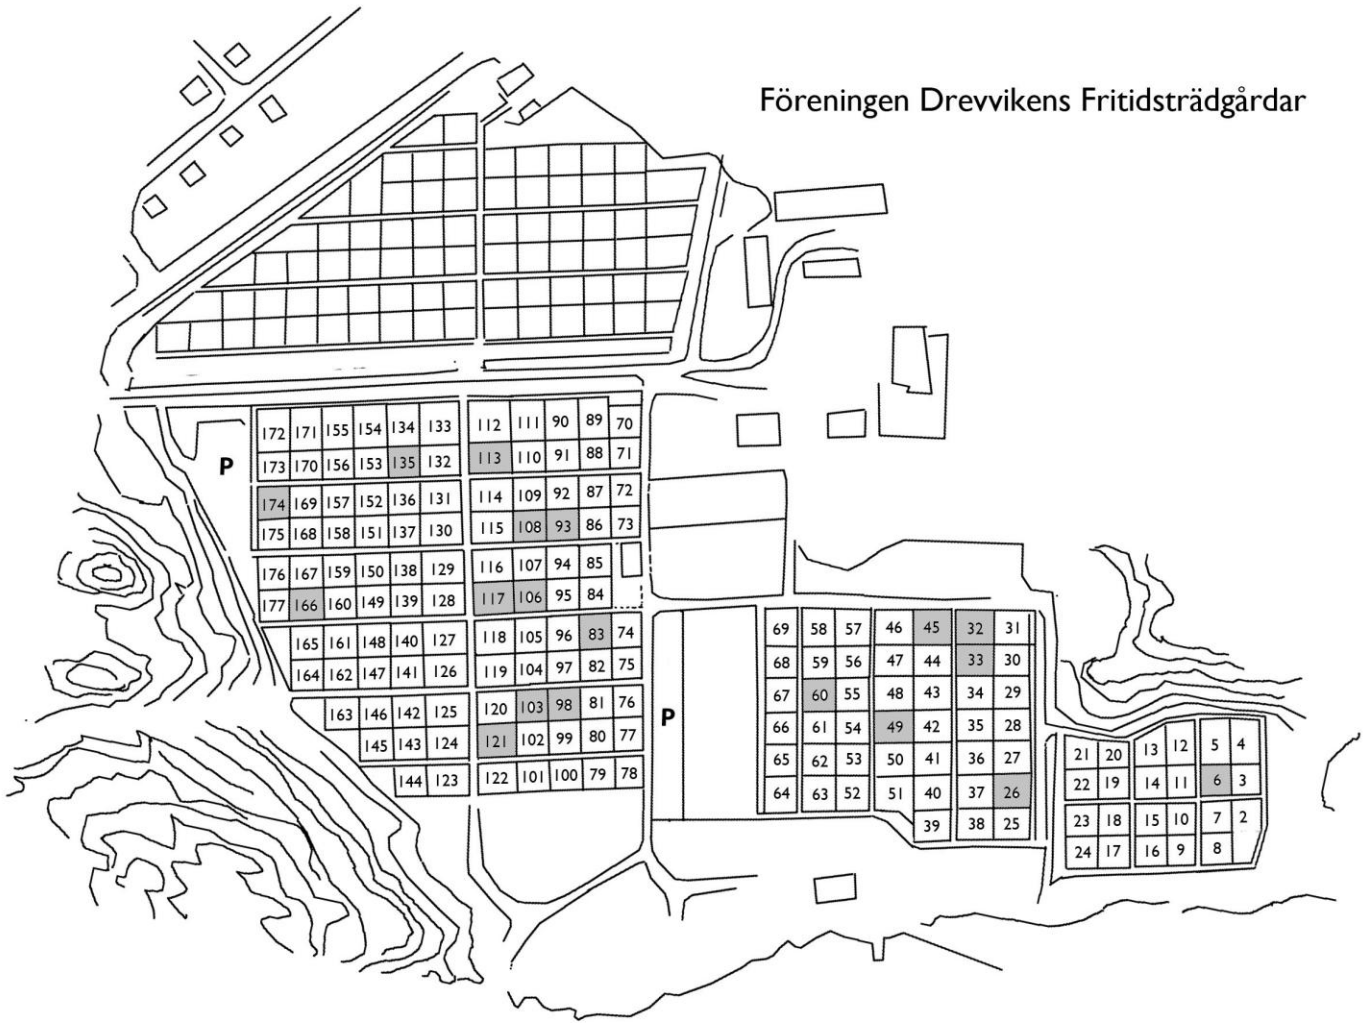 Föreningen Drevvikens Fritidsträdgårdar
172 171 155 154 134 133 112 111 90 89 70
P
173 170 156 153 135 132 113 110 91 88 71
174 169 157 152 136 131 114 109 92 87 72
175 168 158 151 137 130 115 108 93 86 73
176 167 159 150 138 129 116 107 94 85
177 166 160 149 139 128 117 106 95 84
165 161 148 140 127 118 105 96 83 74
164 162 147 141 126 119 104 97 82 75
163 146 142 125 120 103 98 81 76
145 143 124 121 102 99 80 77
144 123 122 101 100 79 78
P
69 58 57 46 45 32 31
68 59 56 47 44 33 30
67 60 55 48 43 34 29
66 61 54 49 42 35 28
65 62 53 50 41 36 27
64 63 52 51 40 37 26
39 38 25
21 20 13 12 5 4
22 19 14 11 6 3
23 18 15 10 7 2
24 17 16 9 8